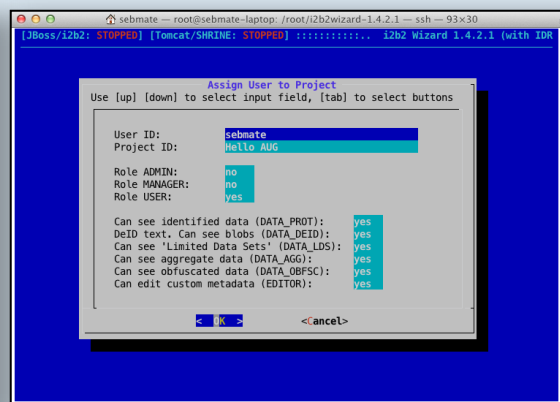 sebmate — root@sebmate-laptop: /root/i2b2wizard-1.4.2.1 — ssh — 93×30
[JBoss/i2b2: STOPPED] [Tomcat/SHRINE: STOPPED] :::::::::::.. i2b2 Wizard 1.4.2.1 (with IDR
Assign User to Project
Use [up] [down] to select input field, [tab] to select buttons
User ID: sebmate
Project ID: Hello AUG
Role ADMIN: no
Role MANAGER: no
Role USER: yes
Can see identified data (DATA_PROT): yes
DeID text. Can see blobs (DATA_DEID): yes
Can see 'Limited Data Sets' (DATA_LDS): yes
Can see aggregate data (DATA_AGG): yes
Can see obfuscated data (DATA_OBFSC): yes
Can edit custom metadata (EDITOR): yes
< OK > <Cancel>